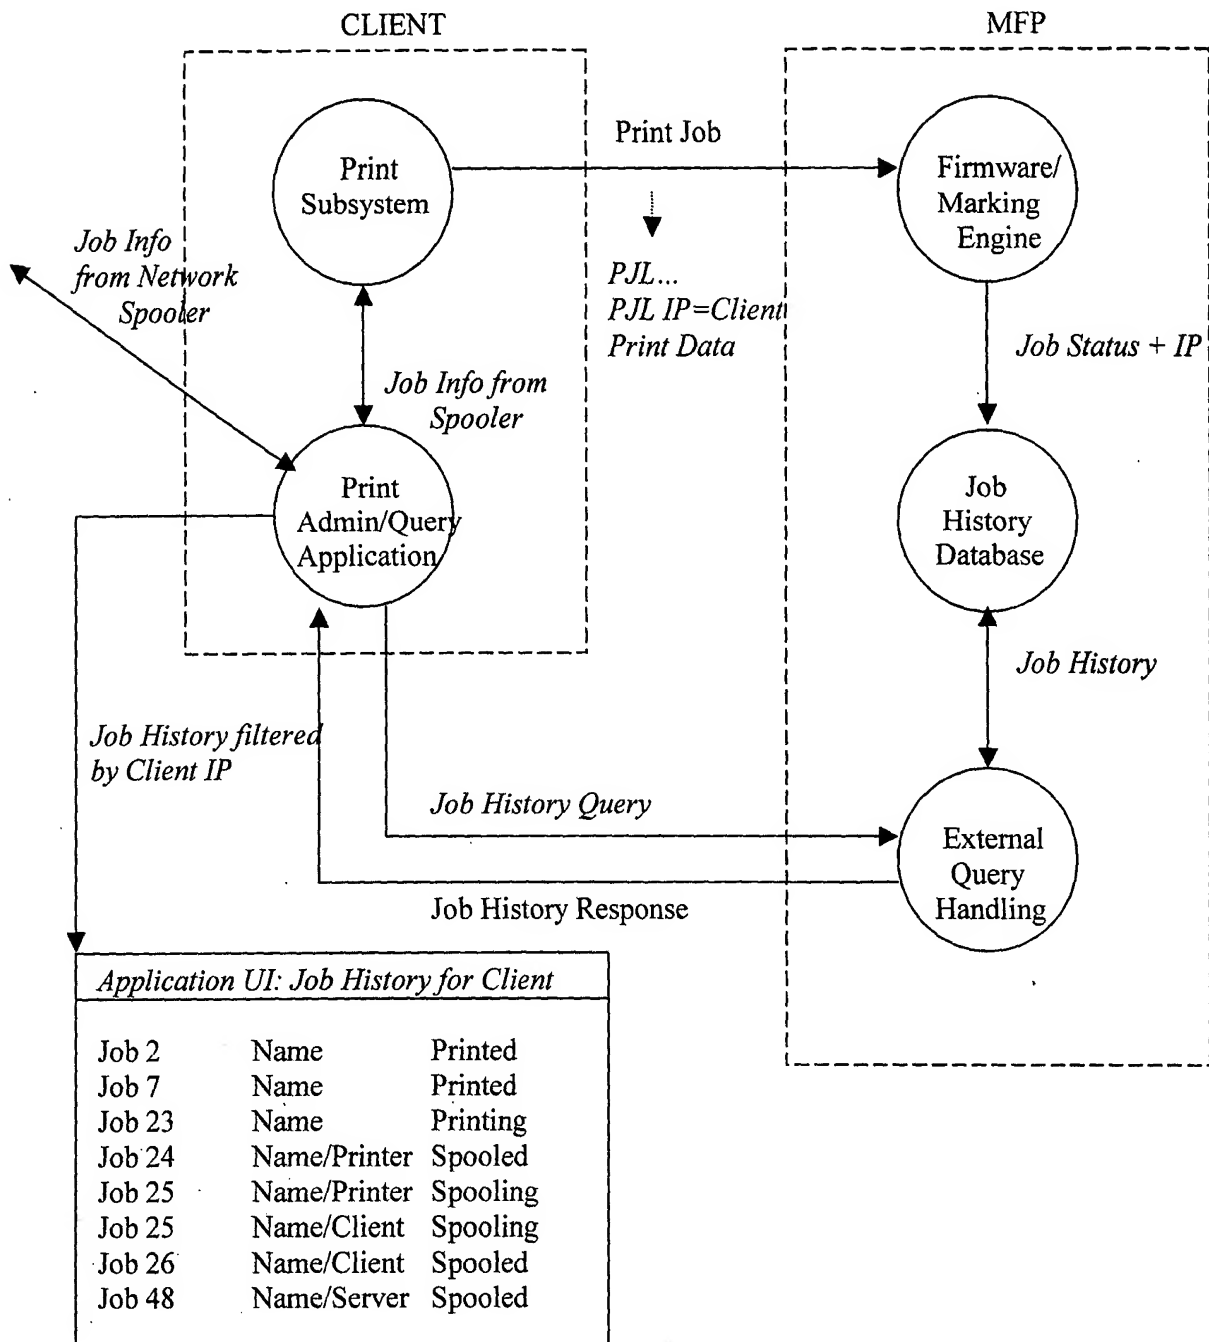 CLIENT
MFP
Print
Subsystem
Print Job
Firmware/
Marking
Engine
Job Info
from Network
Spooler
PJL...
PJL IP=Client
Print Data
Job Status + IP
Job Info from
Spooler
Print
Admin/Query
Application
Job
History
Database
Job History
Job History filtered
by Client IP
Job History Query
External
Query
Handling
Job History Response
Application UI: Job History for Client
Job 2 Name Printed
Job 7 Name Printed
Job 23 Name Printing
Job 24 Name/Printer Spooled
Job 25 Name/Printer Spooling
Job 25 Name/Client Spooling
Job 26 Name/Client Spooled
Job 48 Name/Server Spooled